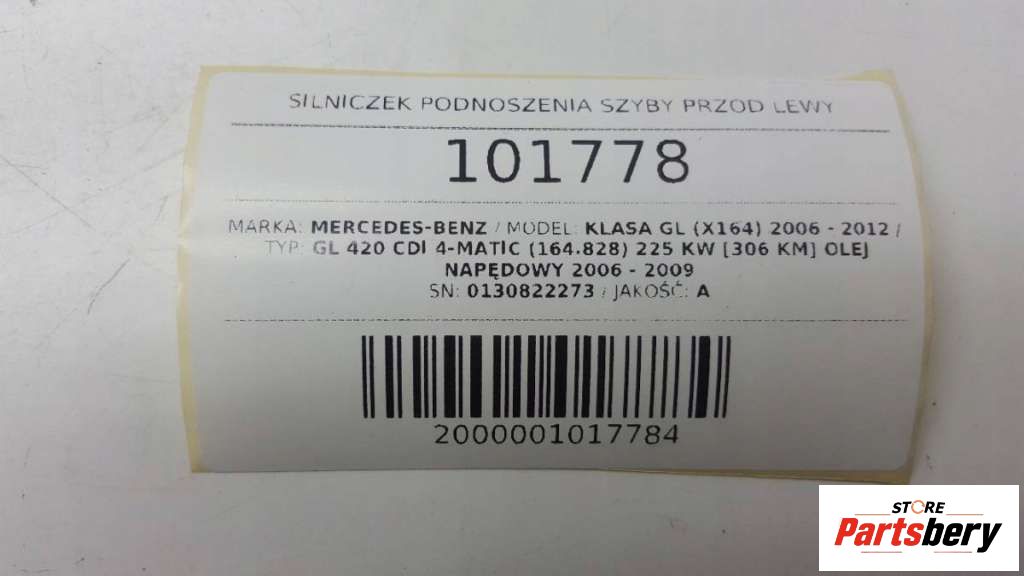 SILNICZEK PODNOSZENIA SZYBY PRZOD LEWY
101778
MARKA: MERCEDES-BENZ / MODEL: KLASA GL (X164) 2006 - 2012 /
TYP: GL 420 CDI 4-MATIC (164.828) 225 KW [306 KM] OLEJ
NAPĘDOWY 2006 - 2009
SN: 0130822273 / JAKOŚĆ: A
2000001017784
STORE
Partsbery